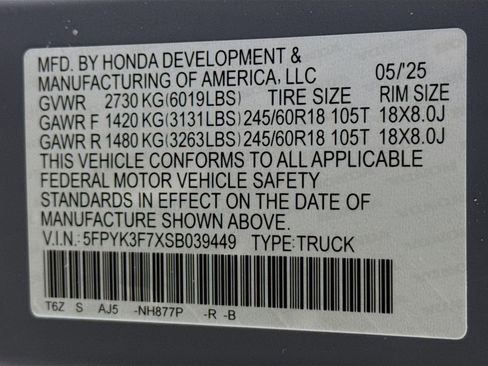 MFD. BY HONDA DEVELOPMENT &
MANUFACTURING OF AMERICA, LLC 05/'25
GVWR 2730 KG (6019LBS) TIRE SIZE RIM SIZE
GAWR F 1420 KG (3131LBS) 245/60R18 105T 18X8.0J
GAWR R 1480 KG (3263LBS) 245/60R18 105T 18X8.0J
THIS VEHICLE CONFORMS TO ALL APPLICABLE
FEDERAL MOTOR VEHICLE SAFETY
STANDARDS IN EFFECT ON THE DATE OF
MANUFACTURE SHOWN ABOVE.
V.I.N.: 5FPYK3F7XSB039449 TYPE: TRUCK
T6Z S AJ5 -NH877P -R -B